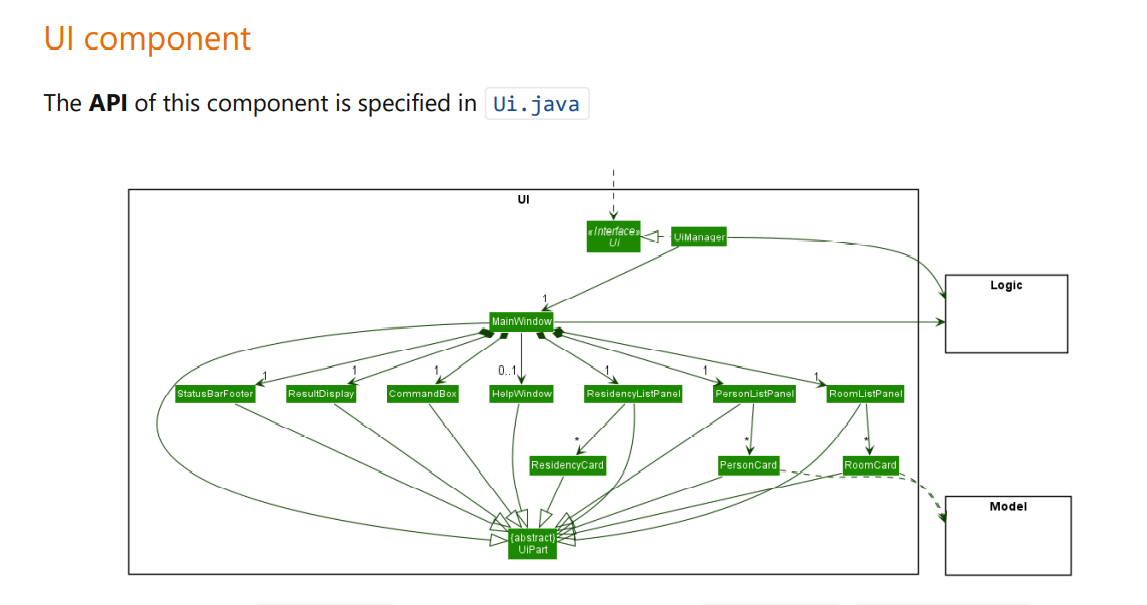 UI component
The API of this component is specified in Ui.java
UI
«Interface»
Ui
UiManager
Logic
1
MainWindow
1
1
1
0..1
1
1
1
StatusBarFooter
ResultDisplay
CommandBox
HelpWindow
ResidencyListPanel
PersonListPanel
RoomListPanel
*
*
*
ResidencyCard
PersonCard
RoomCard
Model
{abstract}
UiPart